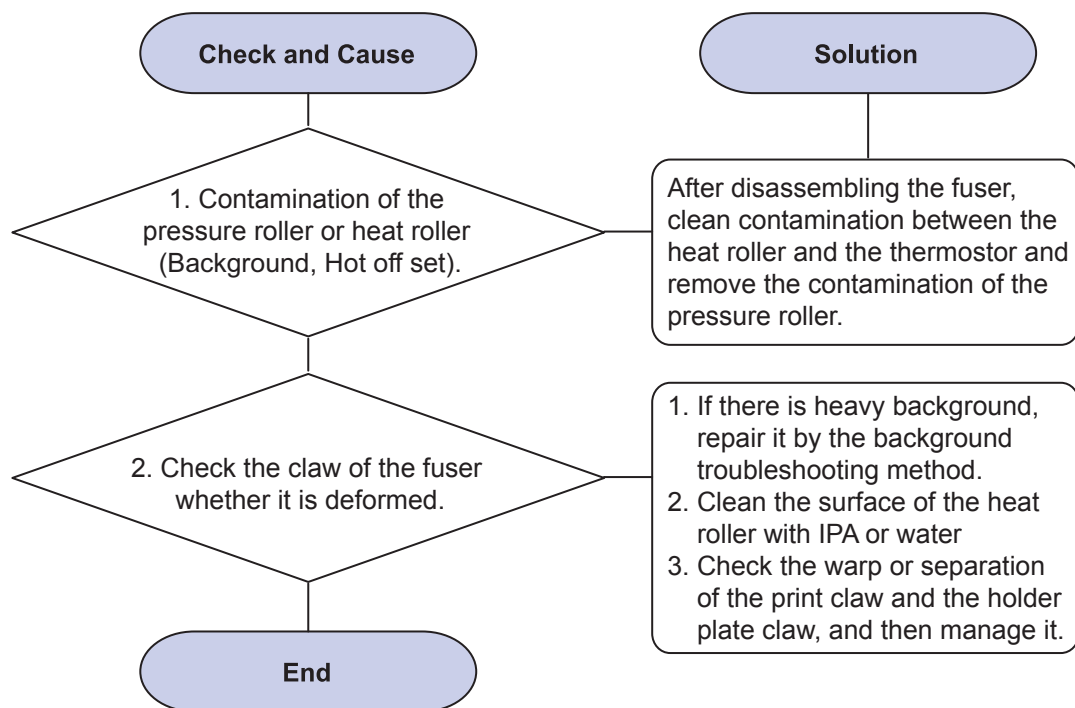 Check and Cause
Solution
1. Contamination of the
pressure roller or heat roller
(Background, Hot off set).
After disassembling the fuser,
clean contamination between the
heat roller and the thermostor and
remove the contamination of the
pressure roller.
2. Check the claw of the fuser
whether it is deformed.
1. If there is heavy background,
repair it by the background
troubleshooting method.
2. Clean the surface of the heat
roller with IPA or water
3. Check the warp or separation
of the print claw and the holder
plate claw, and then manage it.
End